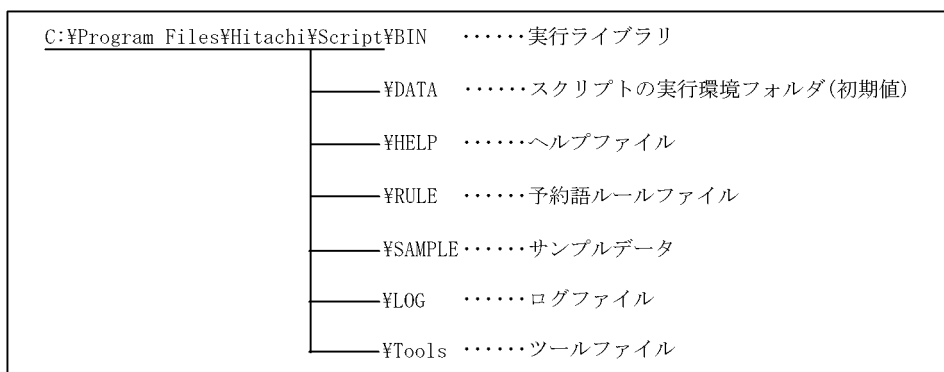 C:¥Program Files¥Hitachi¥Script¥BIN ······実行ライブラリ
¥DATA ······スクリプトの実行環境フォルダ(初期値)
¥HELP ······ヘルプファイル
¥RULE ······予約語ルールファイル
¥SAMPLE······サンプルデータ
¥LOG ······ログファイル
¥Tools ······ツールファイル